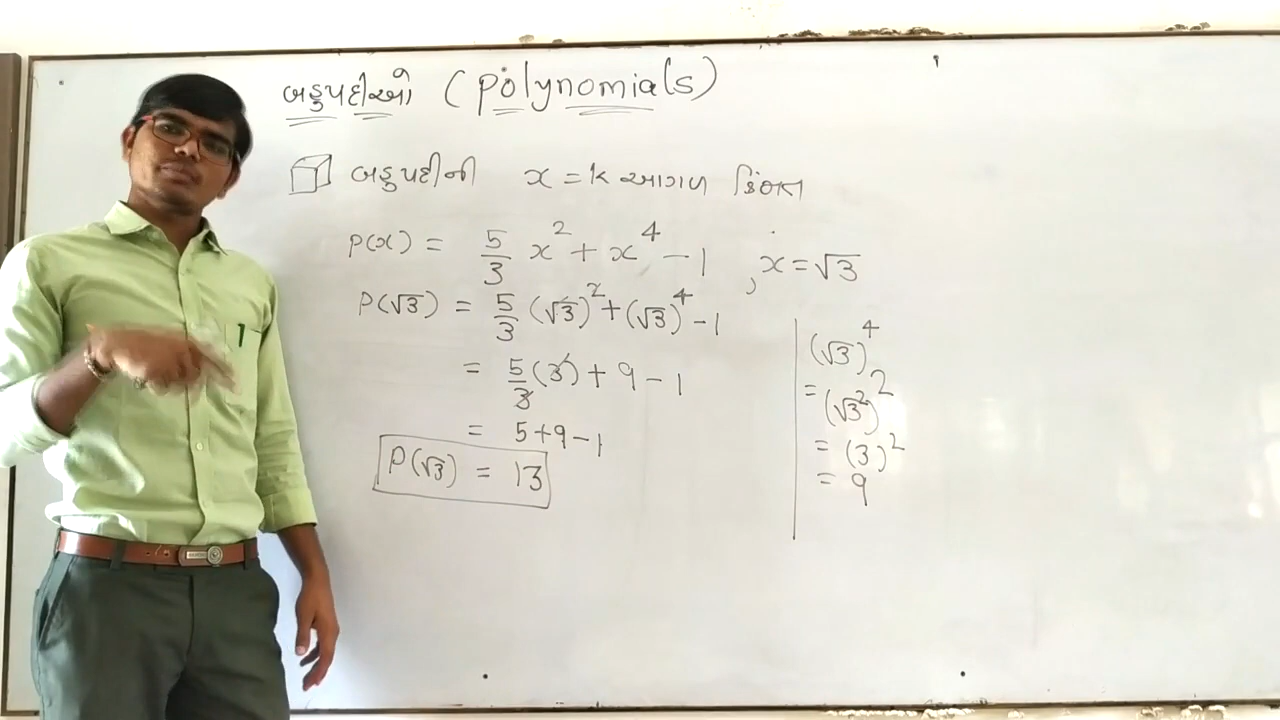 બહુપદીઓ (Polynomials)
બહુપદીની x = k આગળ કિંમત
P(x) = 5/3 x² + x⁴ - 1 , x = √3
P(√3) = 5/3 (√3)² + (√3)⁴ - 1
= 5/3 (3) + 9 - 1
= 5 + 9 - 1
P(√3) = 13
(√3)⁴
= (√3²)²
= (3)²
= 9